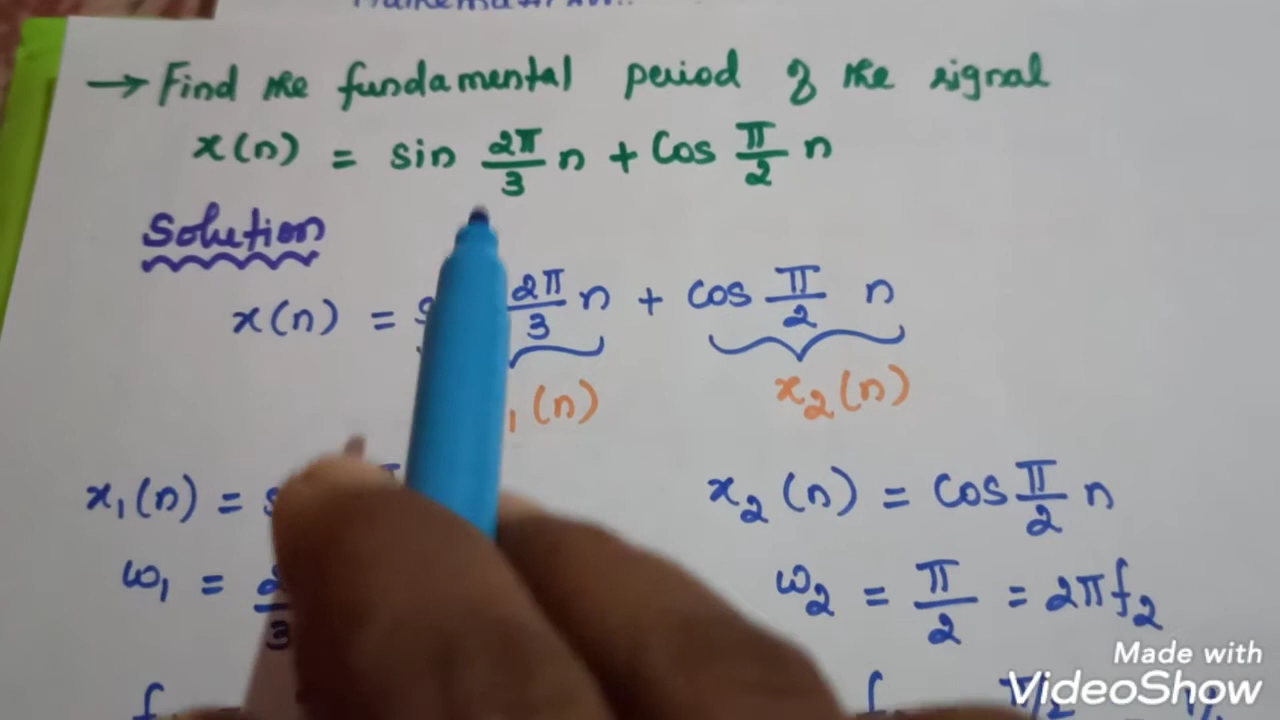 → Find the fundamental period of the signal
x(n) = sin 2π/3 n + cos π/2 n
Solution
x(n) = 2π/3 n + cos π/2 n
1(n) x2(n)
x1(n) =
x2(n) = cos π/2 n
ω1 =
ω2 = π/2 = 2πf2
Made with
VideoShow